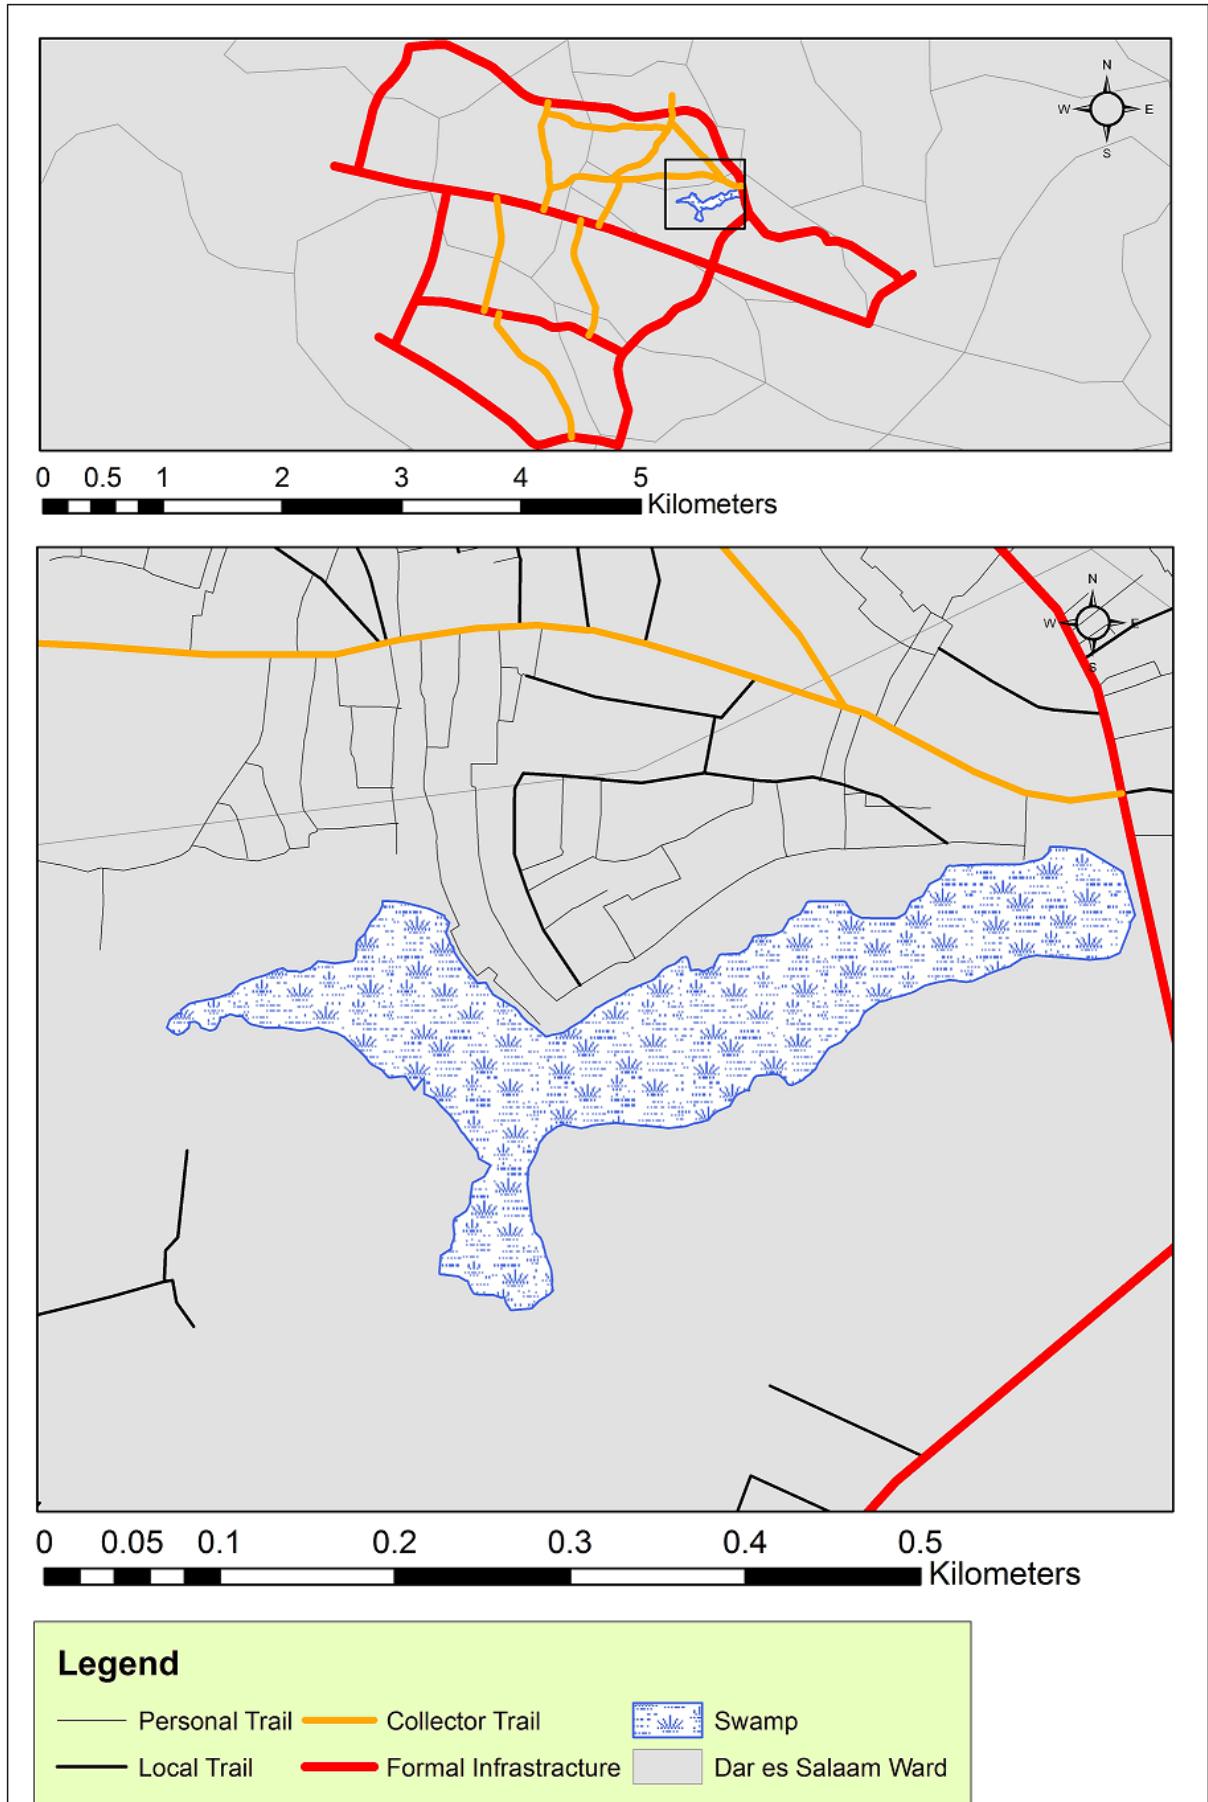 N
W E
S
0 0.5 1 2 3 4 5
Kilometers
N
W E
S
0 0.05 0.1 0.2 0.3 0.4 0.5
Kilometers
Legend
Personal Trail Collector Trail Swamp
Local Trail Formal Infrastracture Dar es Salaam Ward